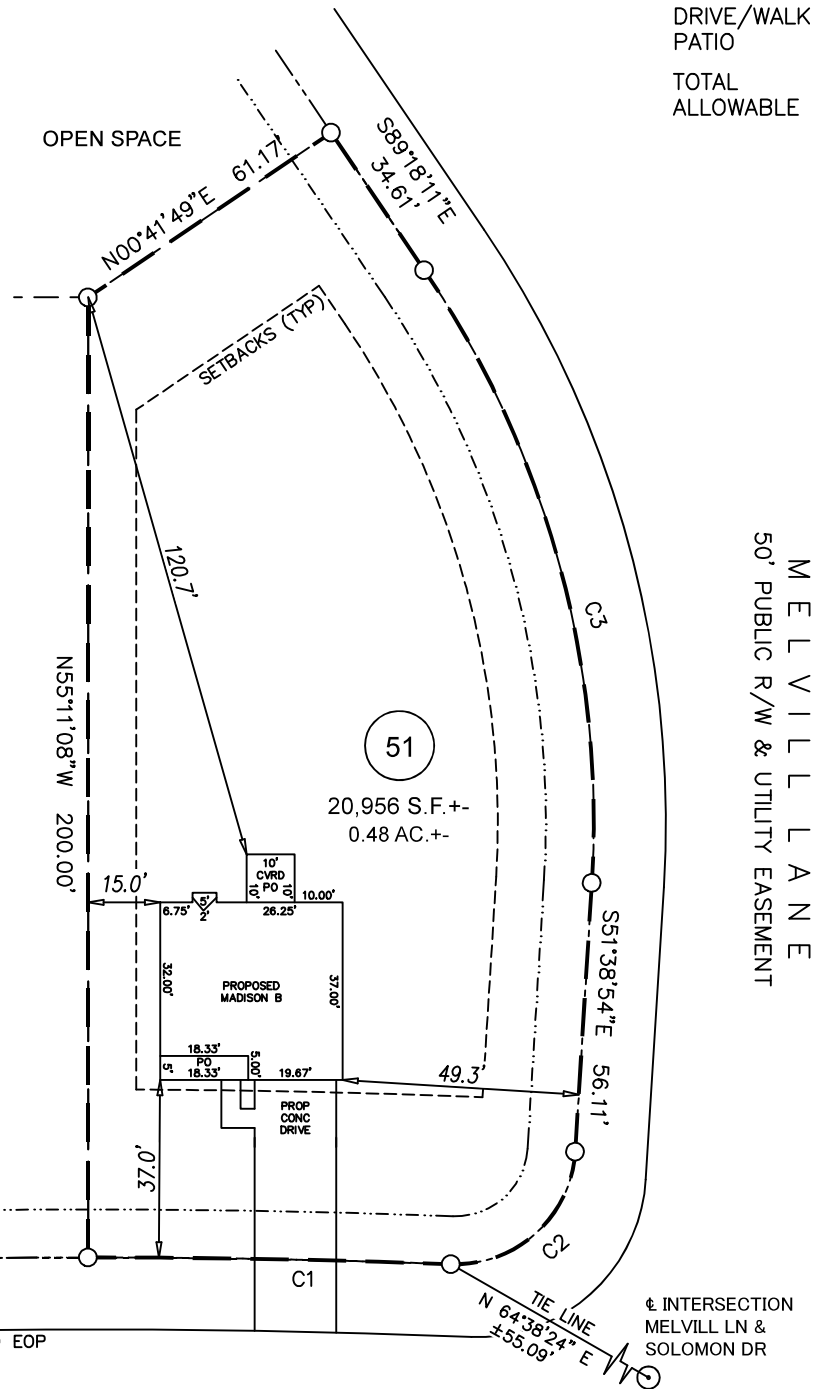 DRIVE/WALK
PATIO
TOTAL
ALLOWABLE
OPEN SPACE
N00°41'49"E 61.17'
S89°18'11"E
34.61'
SETBACKS (TYP)
120.7'
C3
MELVILL LANE
50' PUBLIC R/W & UTILITY EASEMENT
N55°11'08"W 200.00'
51
20,956 S.F.+-
0.48 AC.+-
15.0'
10'
CVRD
PO
10'
10'
10.00'
6.75'
5'
2'
26.25'
32.00'
PROPOSED
MADISON B
37.00'
S51°38'54"E 56.11'
18.33'
PO
5'
18.33'
5.00'
19.67'
49.3'
PROP
CONC
DRIVE
37.0'
C2
C1
TIE LINE
N 64°38'24" E
±55.09'
℄ INTERSECTION
MELVILL LN &
SOLOMON DR
EOP